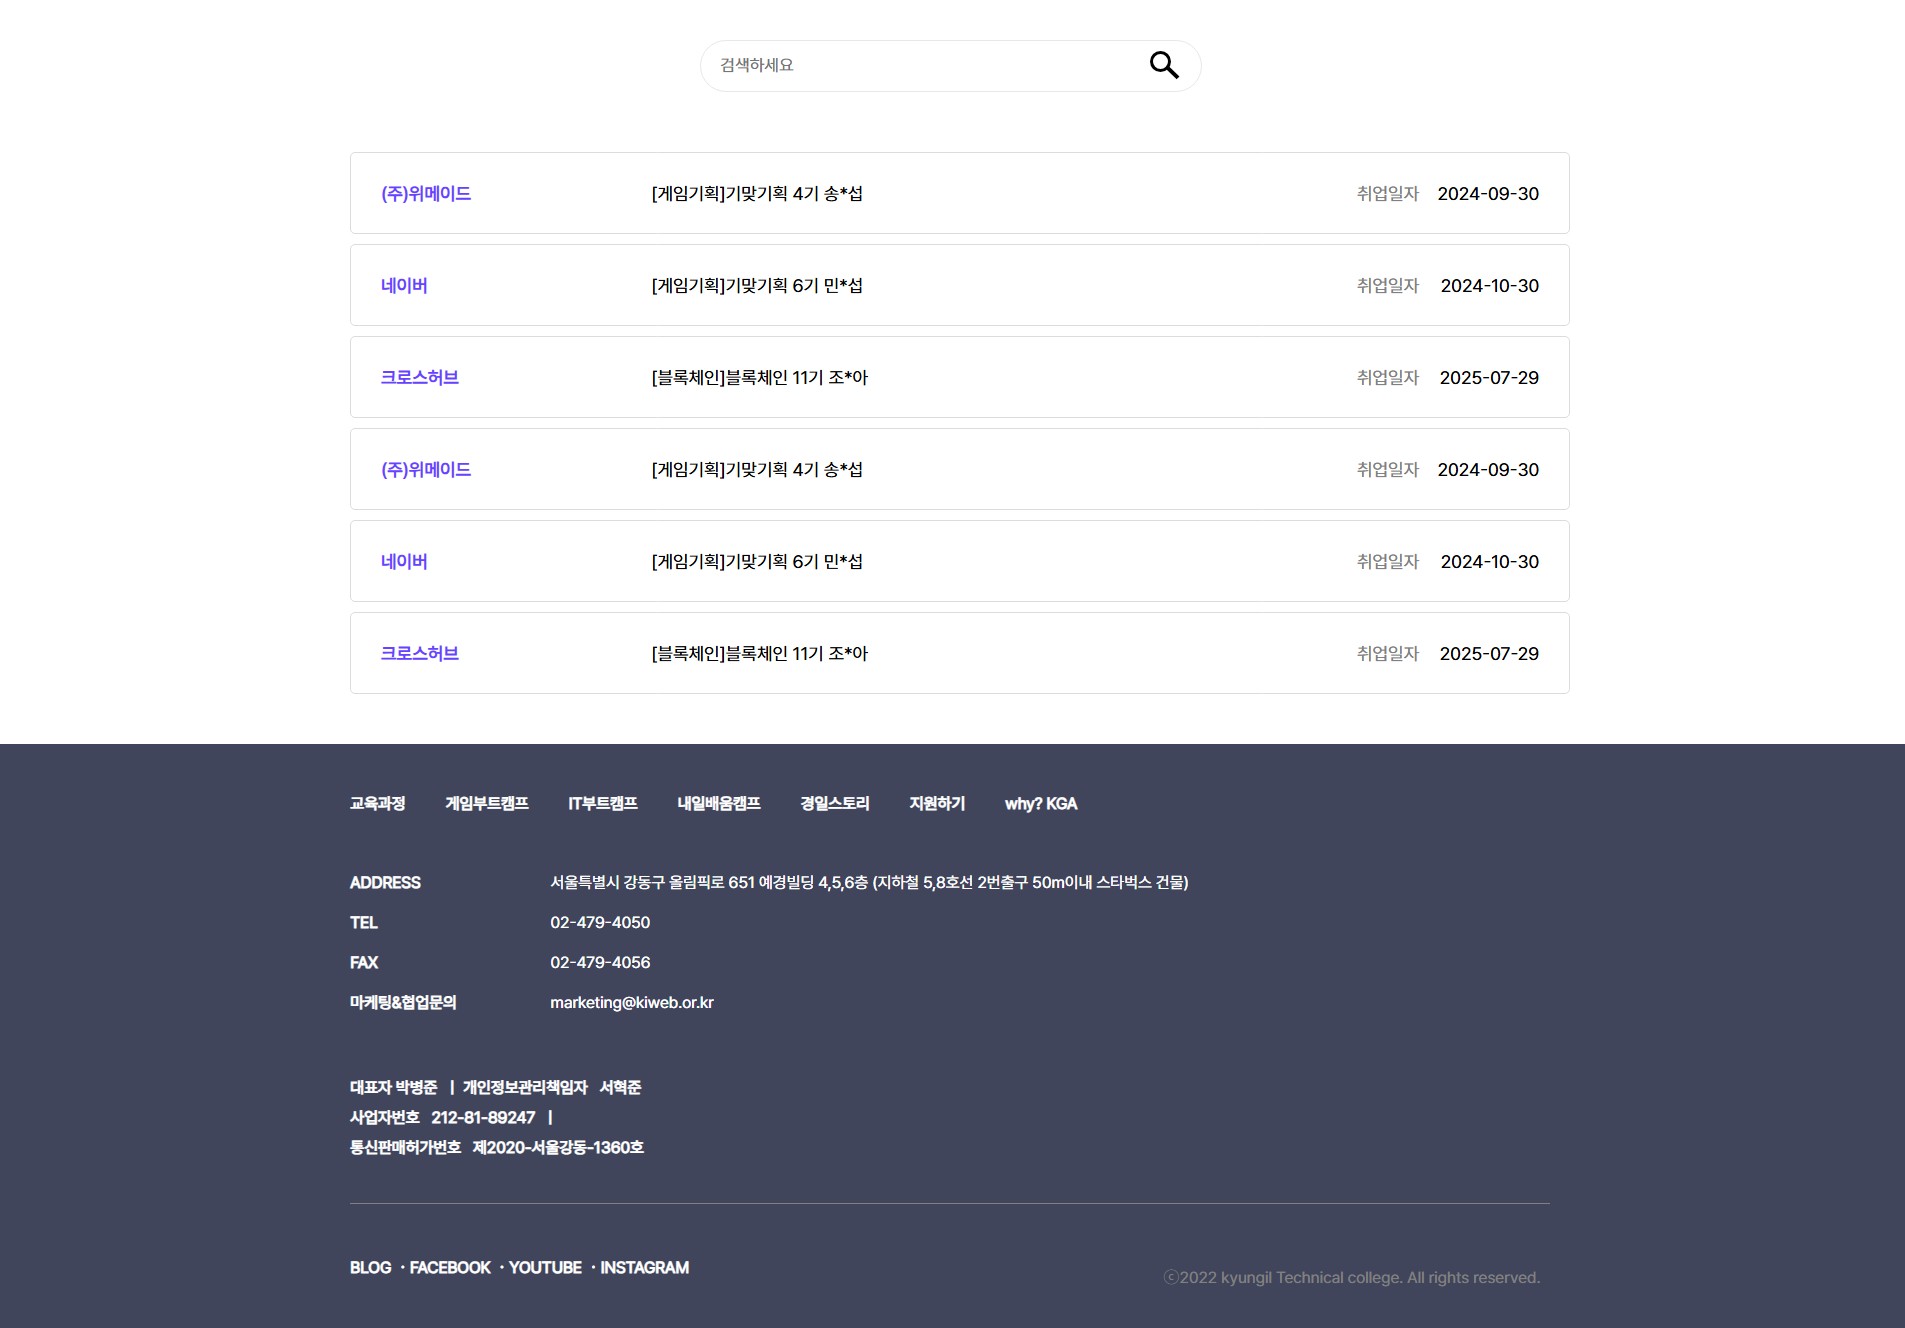 검색하세요
(주)위메이드 [게임기획]기맞기획 4기 송*섭 취업일자 2024-09-30
네이버 [게임기획]기맞기획 6기 민*섭 취업일자 2024-10-30
크로스허브 [블록체인]블록체인 11기 조*아 취업일자 2025-07-29
(주)위메이드 [게임기획]기맞기획 4기 송*섭 취업일자 2024-09-30
네이버 [게임기획]기맞기획 6기 민*섭 취업일자 2024-10-30
크로스허브 [블록체인]블록체인 11기 조*아 취업일자 2025-07-29
교육과정 게임부트캠프 IT부트캠프 내일배움캠프 경일스토리 지원하기 why? KGA
ADDRESS 서울특별시 강동구 올림픽로 651 예경빌딩 4,5,6층 (지하철 5,8호선 2번출구 50m이내 스타벅스 건물)
TEL 02-479-4050
FAX 02-479-4056
마케팅&협업문의 marketing@kiweb.or.kr
대표자 박병준 | 개인정보관리책임자 서혁준
사업자번호 212-81-89247 |
통신판매허가번호 제2020-서울강동-1360호
BLOG · FACEBOOK · YOUTUBE · INSTAGRAM
ⓒ2022 kyungil Technical college. All rights reserved.